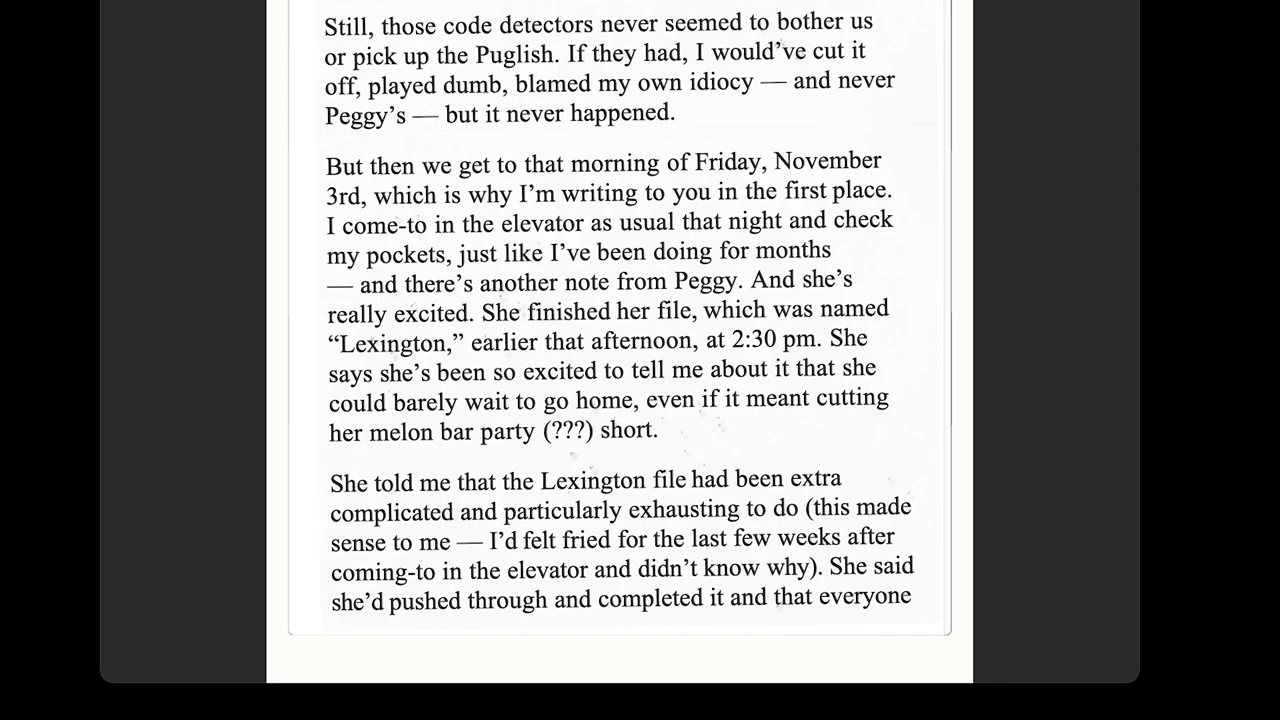 Still, those code detectors never seemed to bother us
or pick up the Puglish. If they had, I would’ve cut it
off, played dumb, blamed my own idiocy — and never
Peggy’s — but it never happened.
But then we get to that morning of Friday, November
3rd, which is why I’m writing to you in the first place.
I come-to in the elevator as usual that night and check
my pockets, just like I’ve been doing for months
— and there’s another note from Peggy. And she’s
really excited. She finished her file, which was named
“Lexington,” earlier that afternoon, at 2:30 pm. She
says she’s been so excited to tell me about it that she
could barely wait to go home, even if it meant cutting
her melon bar party (???) short.
She told me that the Lexington file had been extra
complicated and particularly exhausting to do (this made
sense to me — I’d felt fried for the last few weeks after
coming-to in the elevator and didn’t know why). She said
she’d pushed through and completed it and that everyone